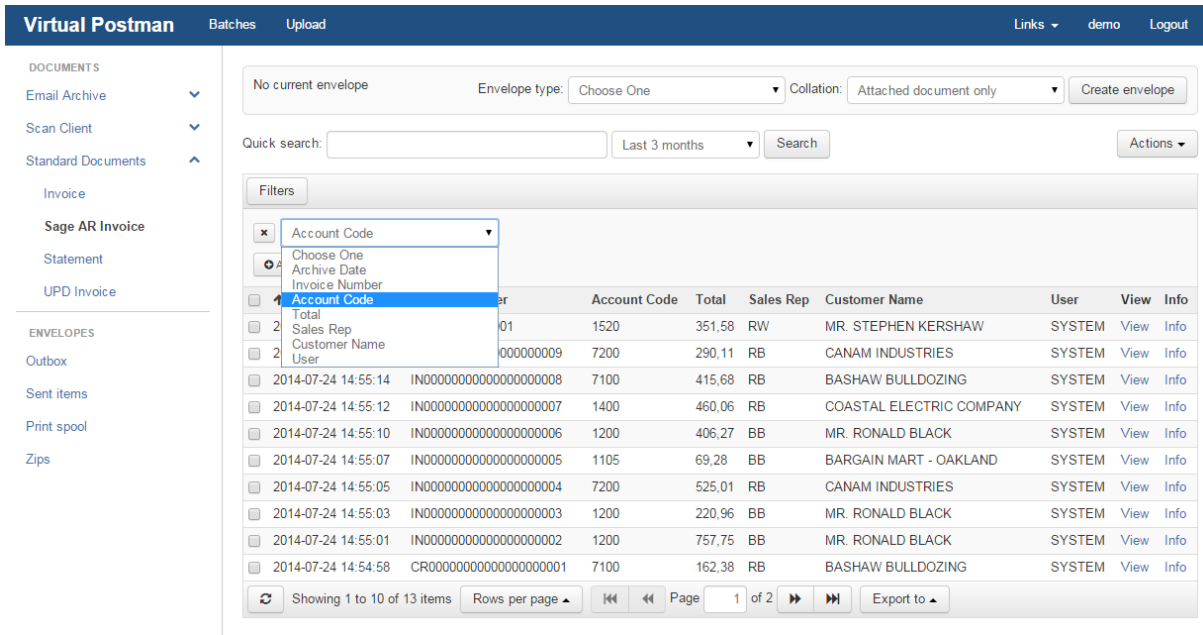 Virtual Postman Batches Upload Links demo Logout
DOCUMENTS
Email Archive
Scan Client
Standard Documents
Invoice
Sage AR Invoice
Statement
UPD Invoice
ENVELOPES
Outbox
Sent items
Print spool
Zips
No current envelope Envelope type: Choose One Collation: Attached document only Create envelope
Quick search: Last 3 months Search Actions
Filters
Account Code
Choose One
Archive Date
Invoice Number
Account Code
Total
Sales Rep
Customer Name
User
Account Code Total Sales Rep Customer Name User View Info
1520 351,58 RW MR. STEPHEN KERSHAW SYSTEM View Info
7200 290,11 RB CANAM INDUSTRIES SYSTEM View Info
2014-07-24 14:55:14 IN00000000000000000008 7100 415,68 RB BASHAW BULLDOZING SYSTEM View Info
2014-07-24 14:55:12 IN00000000000000000007 1400 460,06 RB COASTAL ELECTRIC COMPANY SYSTEM View Info
2014-07-24 14:55:10 IN00000000000000000006 1200 406,27 BB MR. RONALD BLACK SYSTEM View Info
2014-07-24 14:55:07 IN00000000000000000005 1105 69,28 BB BARGAIN MART - OAKLAND SYSTEM View Info
2014-07-24 14:55:05 IN00000000000000000004 7200 525,01 RB CANAM INDUSTRIES SYSTEM View Info
2014-07-24 14:55:03 IN00000000000000000003 1200 220,96 BB MR. RONALD BLACK SYSTEM View Info
2014-07-24 14:55:01 IN00000000000000000002 1200 757,75 BB MR. RONALD BLACK SYSTEM View Info
2014-07-24 14:54:58 CR00000000000000000001 7100 162,38 RB BASHAW BULLDOZING SYSTEM View Info
Showing 1 to 10 of 13 items Rows per page Page 1 of 2 Export to